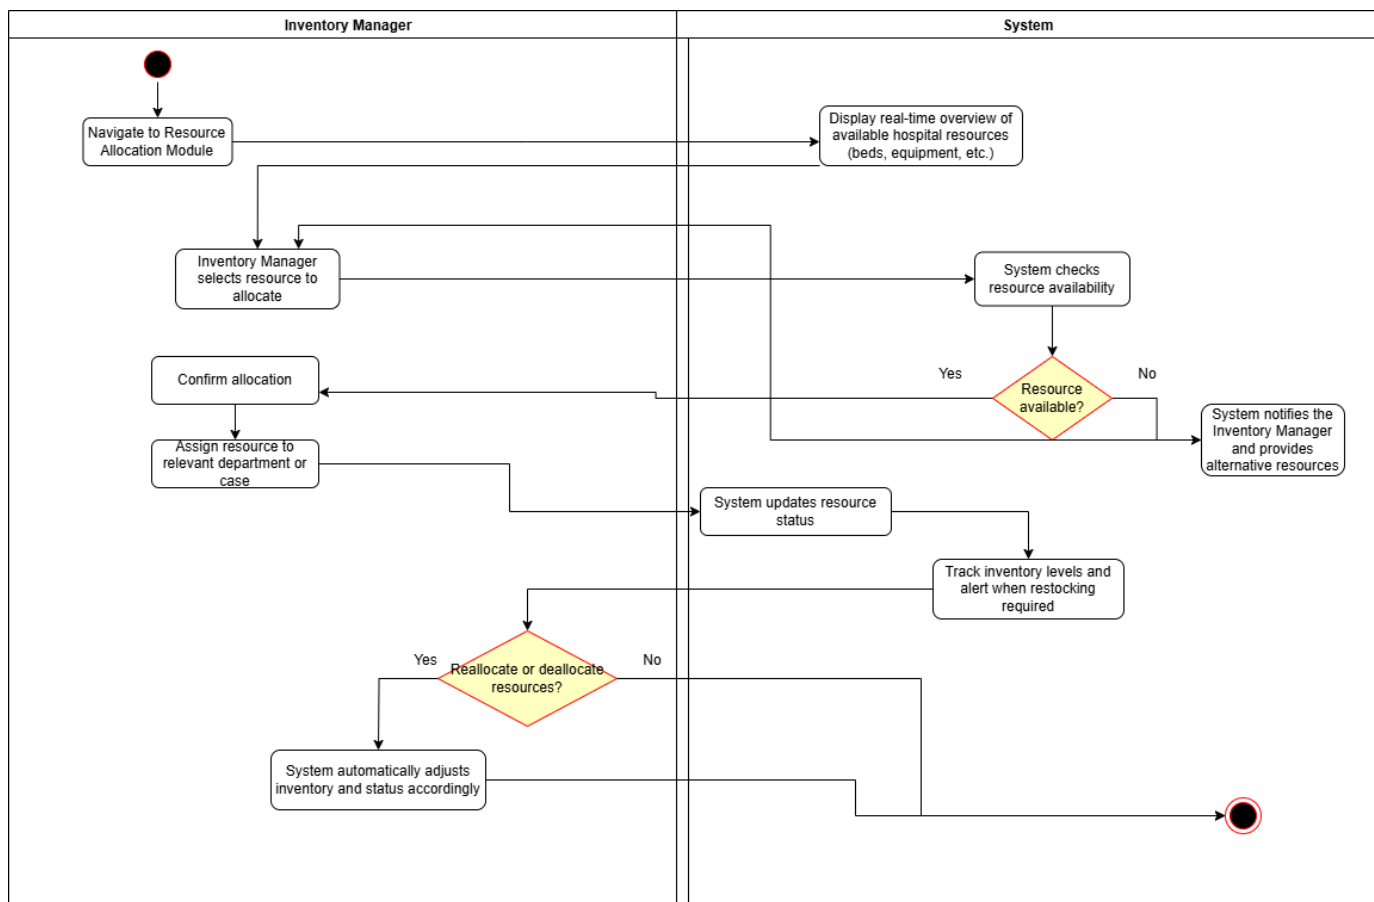 Inventory Manager
System
Navigate to Resource
Allocation Module
Display real-time overview of
available hospital resources
(beds, equipment, etc.)
Inventory Manager
selects resource to
allocate
System checks
resource availability
Confirm allocation
Yes
Resource
available?
No
System notifies the
Inventory Manager
and provides
alternative resources
Assign resource to
relevant department or
case
System updates resource
status
Track inventory levels and
alert when restocking
required
Yes
Reallocate or deallocate
resources?
No
System automatically adjusts
inventory and status accordingly